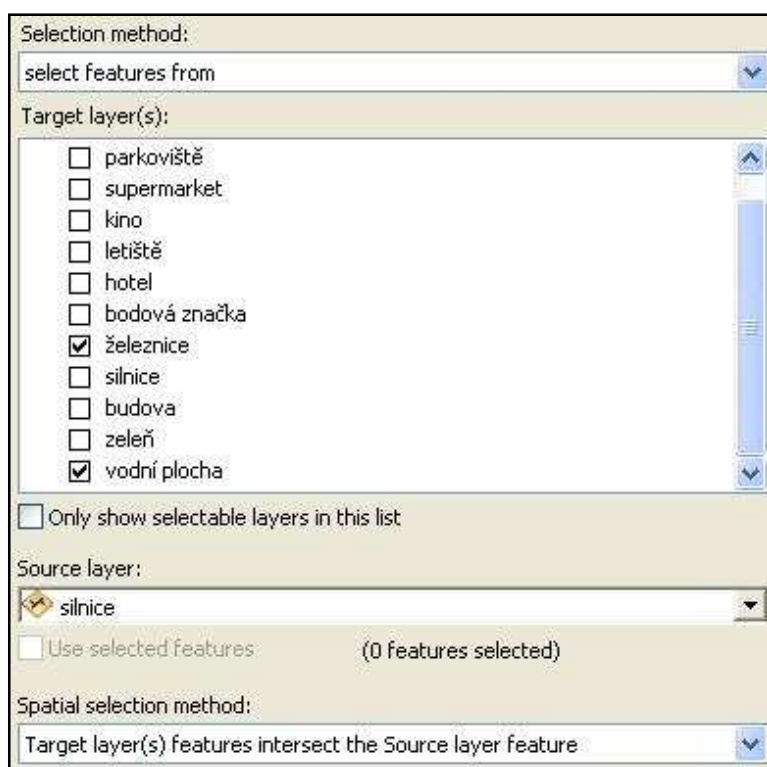 Selection method:
select features from
Target layer(s):
parkoviště
supermarket
kino
letiště
hotel
bodová značka
železnice
silnice
budova
zeleň
vodní plocha
Only show selectable layers in this list
Source layer:
silnice
Use selected features (0 features selected)
Spatial selection method:
Target layer(s) features intersect the Source layer feature